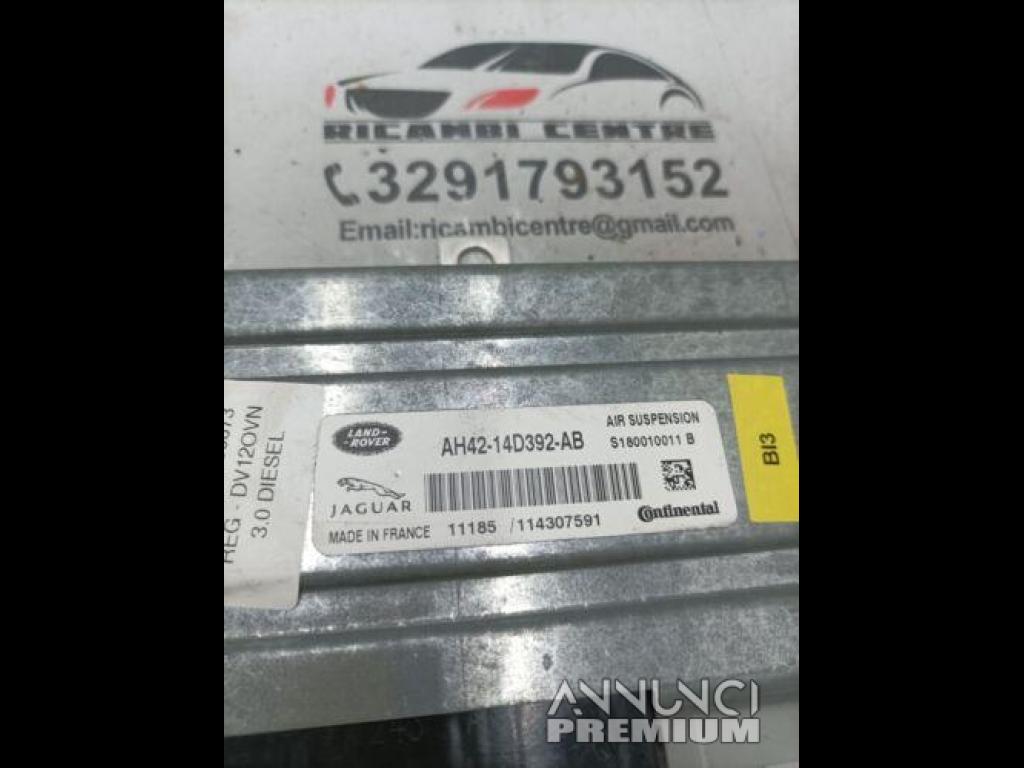 RICAMBI CENTRE
3291793152
Email:ricambicentre@gmail.com
REG - DV12OVN
3.0 DIESEL
LAND-
ROVER
AH42-14D392-AB
AIR SUSPENSION
S180010011 B
JAGUAR
MADE IN FRANCE
11185 / 114307591
Continental
BI3
ANNUNCI
PREMIUM